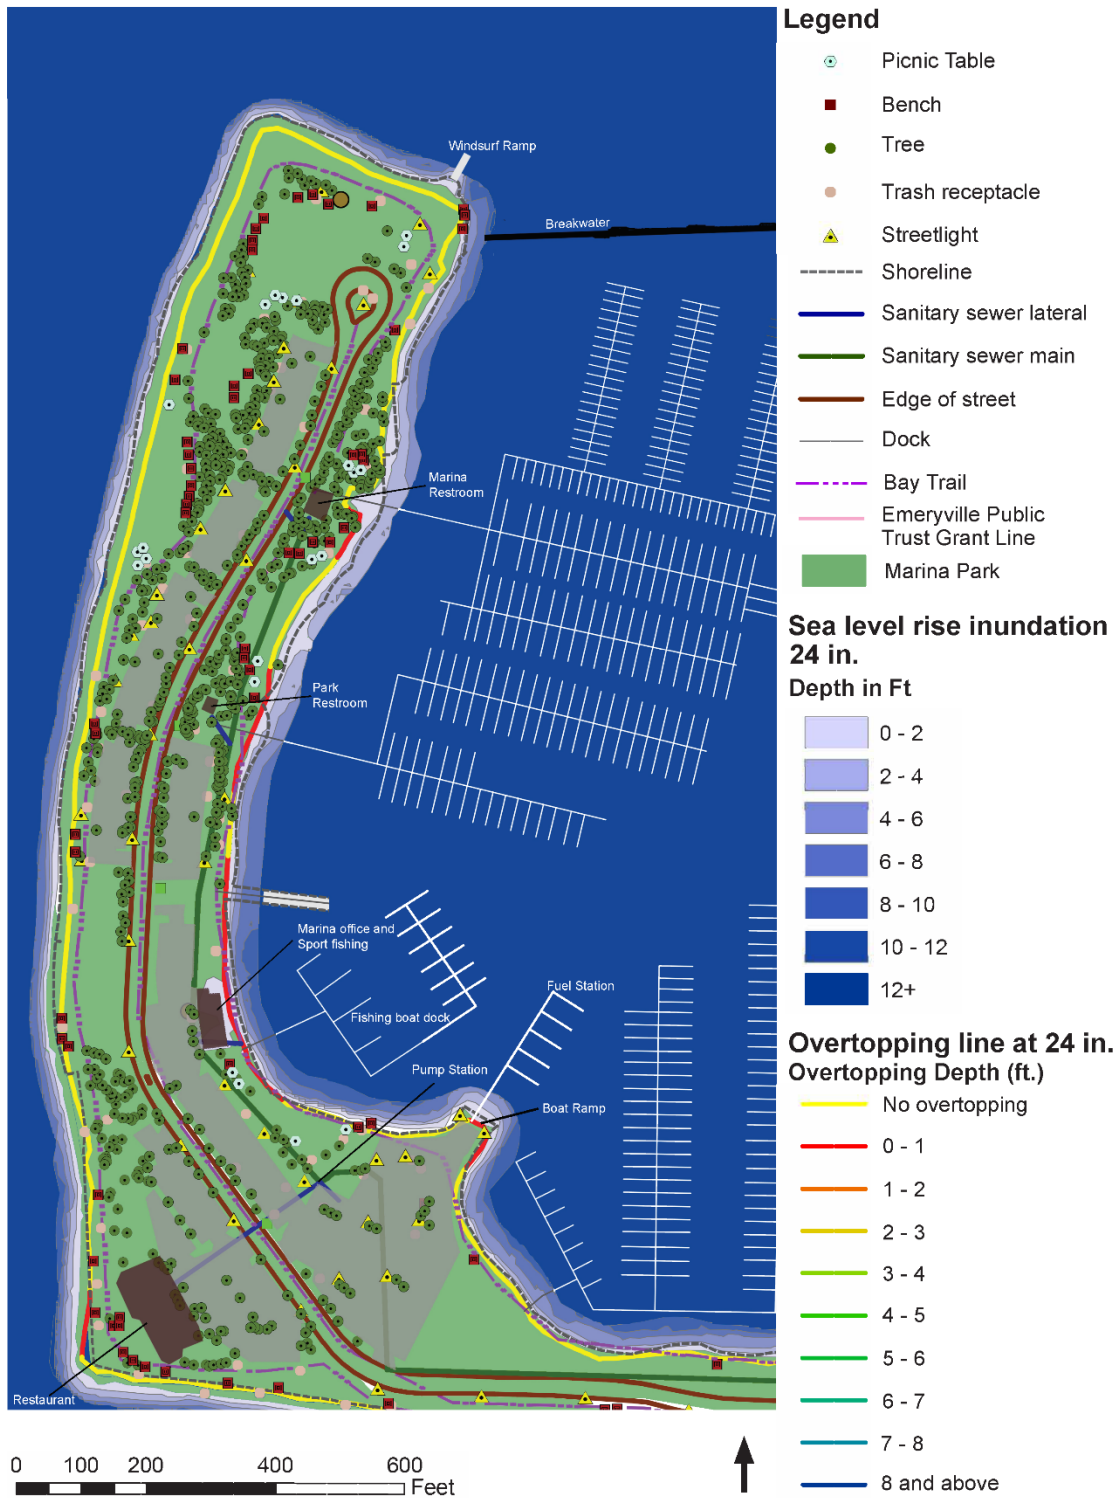 Legend
Picnic Table
Bench
Tree
Trash receptacle
Streetlight
Shoreline
Sanitary sewer lateral
Sanitary sewer main
Edge of street
Dock
Bay Trail
Emeryville Public
Trust Grant Line
Marina Park
Sea level rise inundation
24 in.
Depth in Ft
0 - 2
2 - 4
4 - 6
6 - 8
8 - 10
10 - 12
12+
Overtopping line at 24 in.
Overtopping Depth (ft.)
No overtopping
0 - 1
1 - 2
2 - 3
3 - 4
4 - 5
5 - 6
6 - 7
7 - 8
8 and above
Windsurf Ramp
Breakwater
Marina
Restroom
Park
Restroom
Marina office and
Sport fishing
Fuel Station
Fishing boat dock
Pump Station
Boat Ramp
Restaurant
0 100 200 400 600
Feet